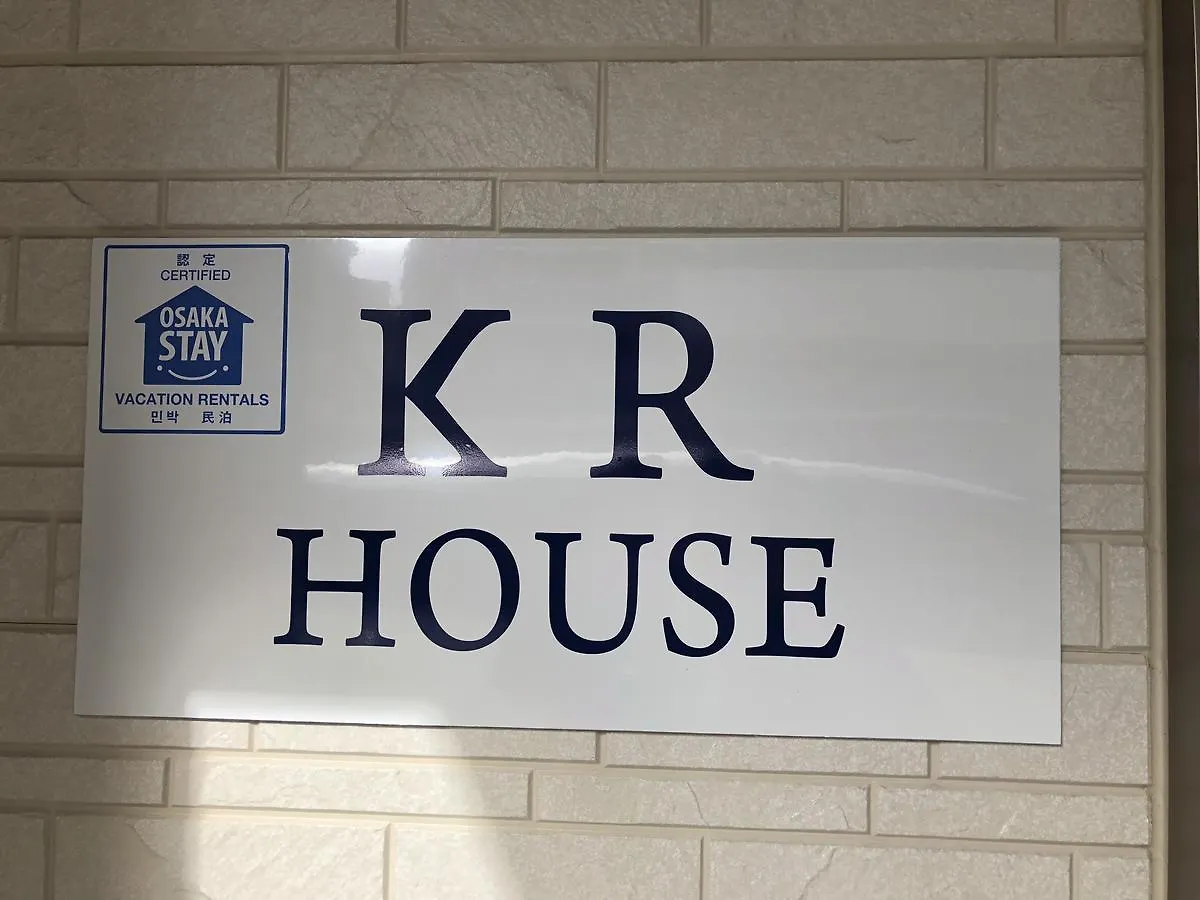 認定
CERTIFIED
OSAKA
STAY
VACATION RENTALS
민박 民泊
K R
HOUSE